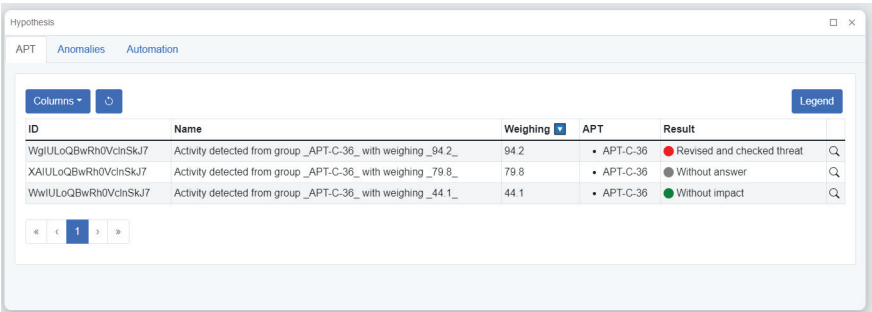 Hypothesis
APT Anomalies Automation
Columns
Legend
ID Name Weighing APT Result
WgIULoQBwRh0VclnSkJ7 Activity detected from group _APT-C-36_ with weighing _94.2_ 94.2 • APT-C-36 Revised and checked threat
XAIULoQBwRh0VclnSkJ7 Activity detected from group _APT-C-36_ with weighing _79.8_ 79.8 • APT-C-36 Without answer
WwIULoQBwRh0VclnSkJ7 Activity detected from group _APT-C-36_ with weighing _44.1_ 44.1 • APT-C-36 Without impact
« ‹ 1 › »